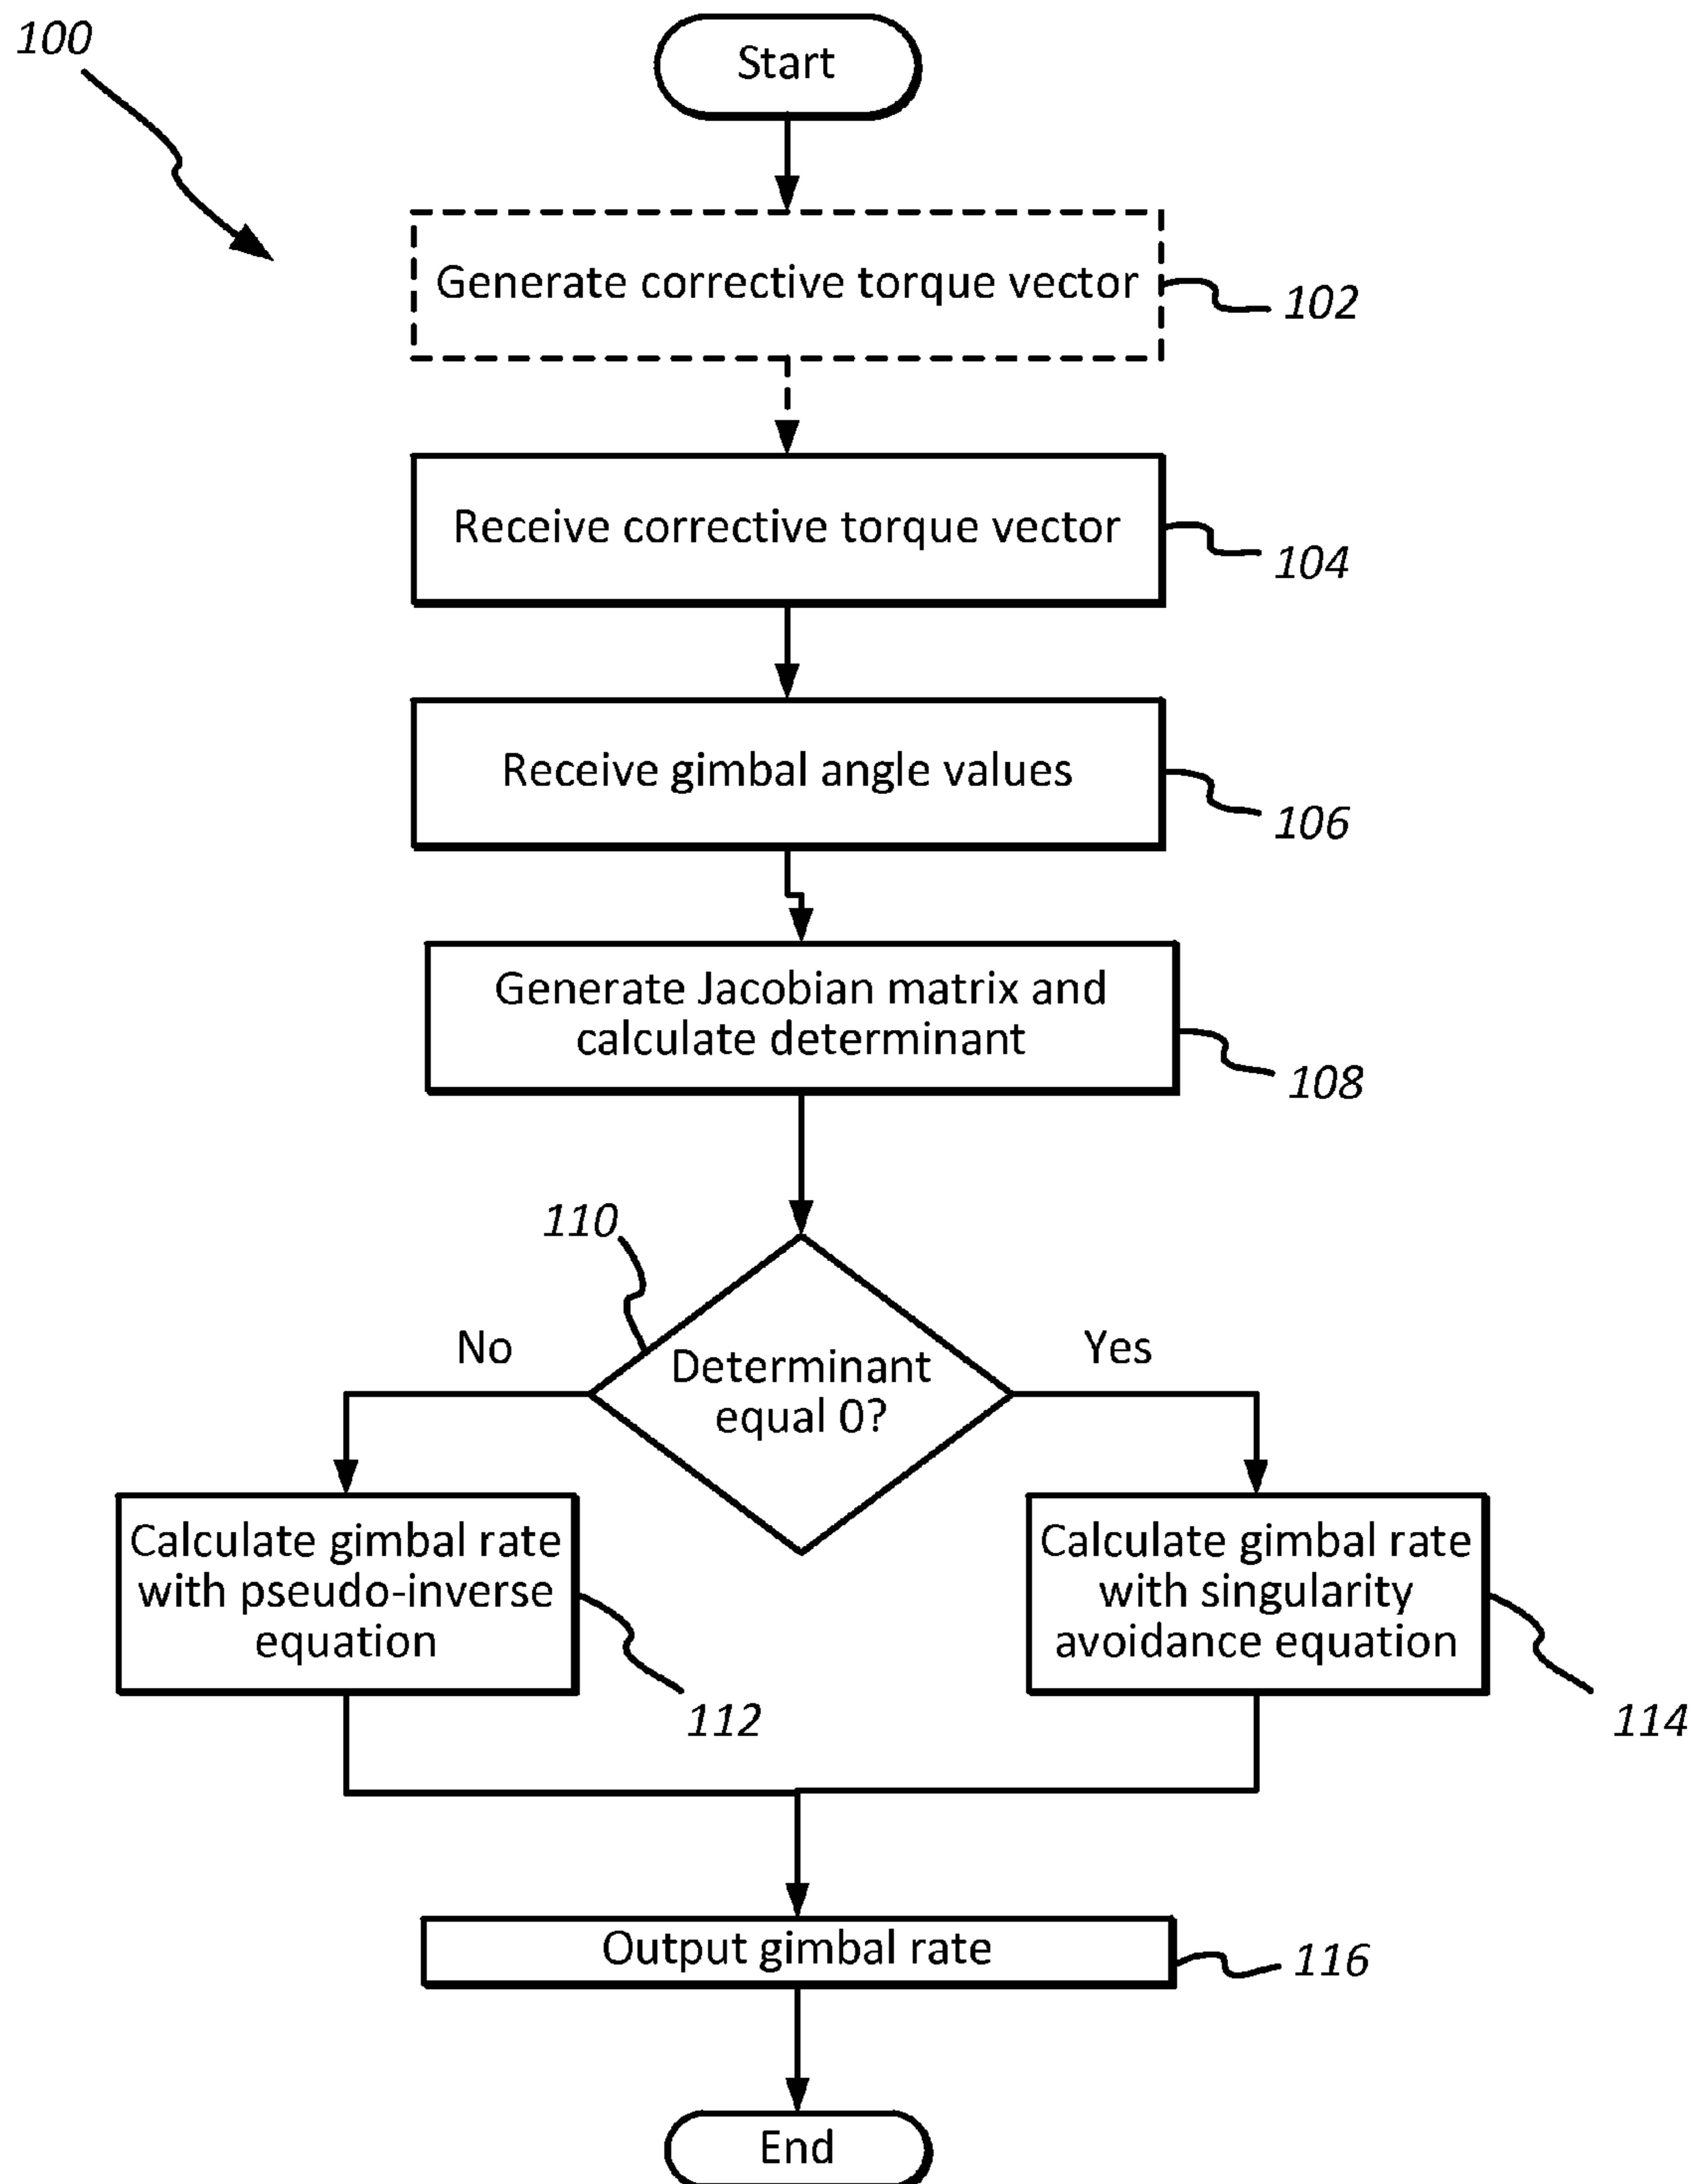 100
Start
Generate corrective torque vector
102
Receive corrective torque vector
104
Receive gimbal angle values
106
Generate Jacobian matrix and
calculate determinant
108
110
No
Determinant
equal 0?
Yes
Calculate gimbal rate
with pseudo-inverse
equation
112
Calculate gimbal rate
with singularity
avoidance equation
114
Output gimbal rate
116
End